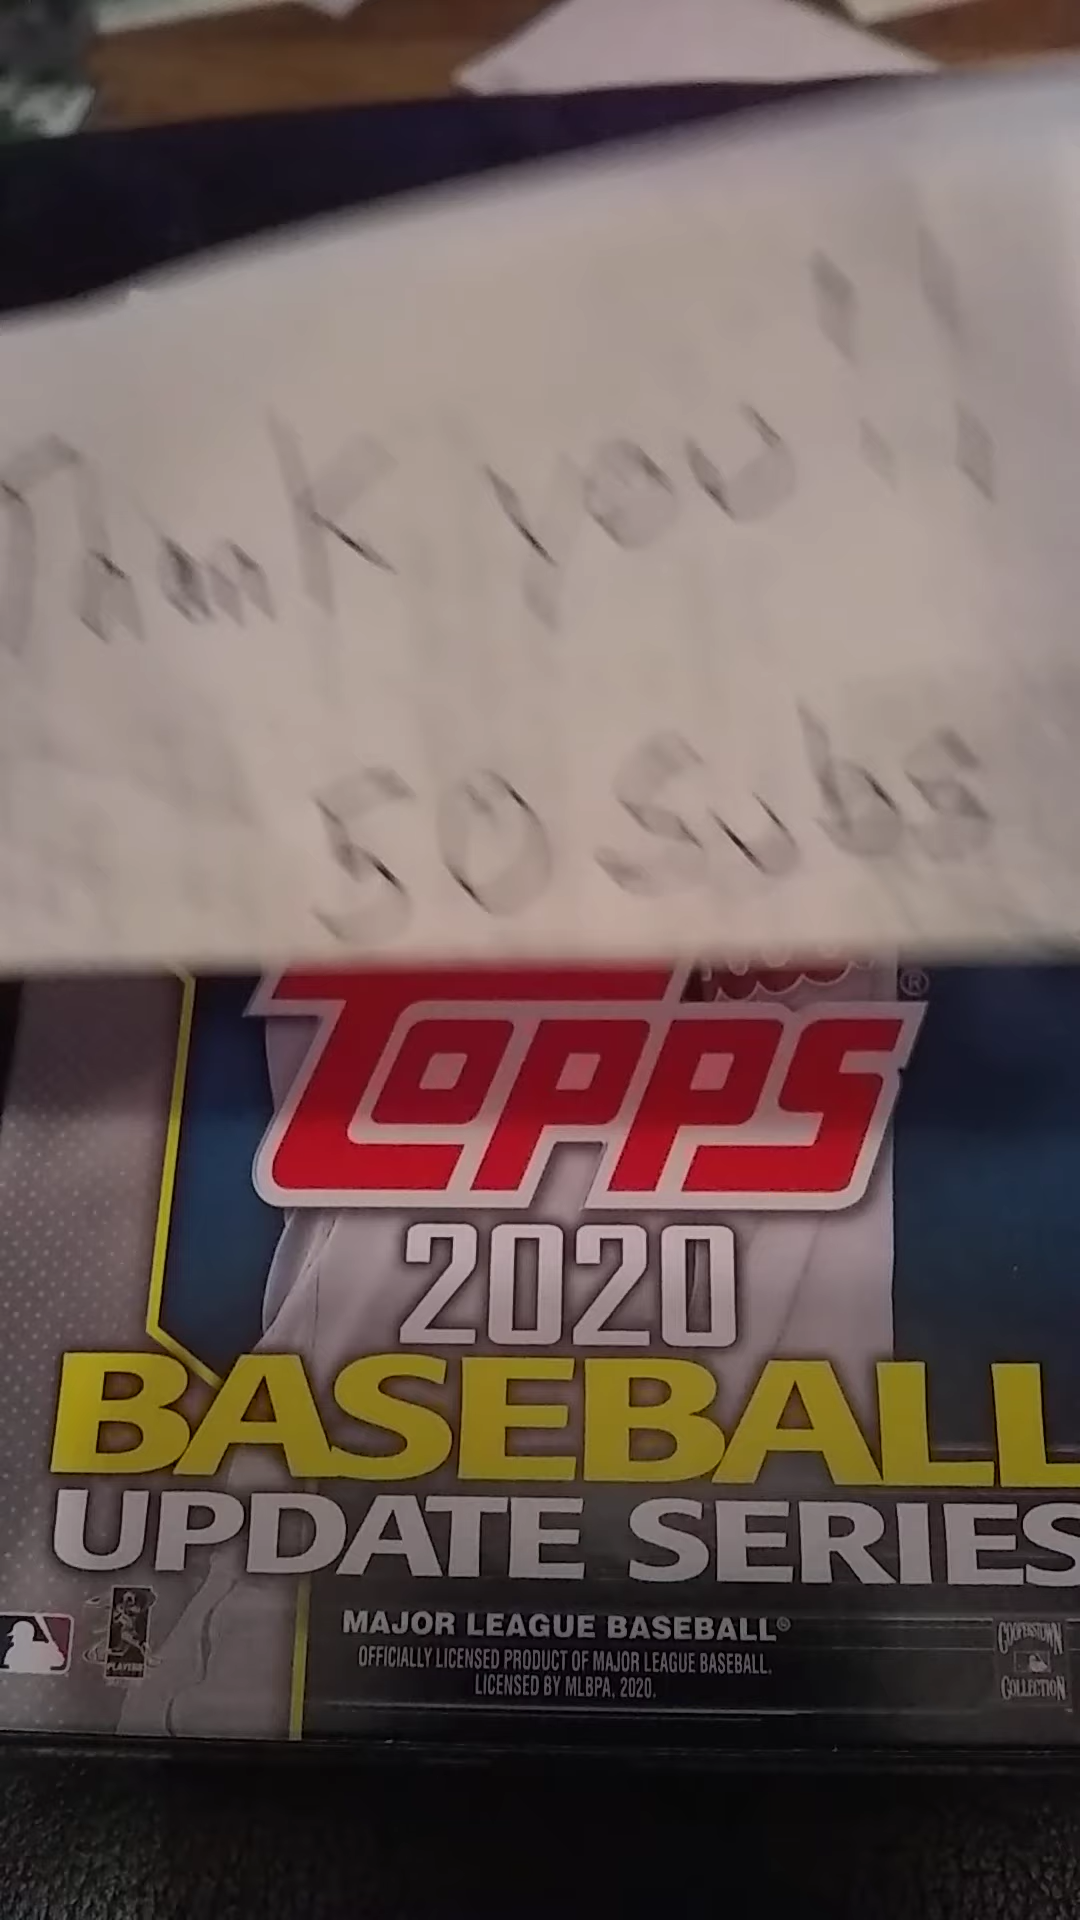 Thank you!!
50 Subs
TOPPS®
2020
BASEBALL
UPDATE SERIES
MAJOR LEAGUE BASEBALL®
OFFICIALLY LICENSED PRODUCT OF MAJOR LEAGUE BASEBALL.
LICENSED BY MLBPA, 2020.
COOPERSTOWN
COLLECTION
PLAYERS